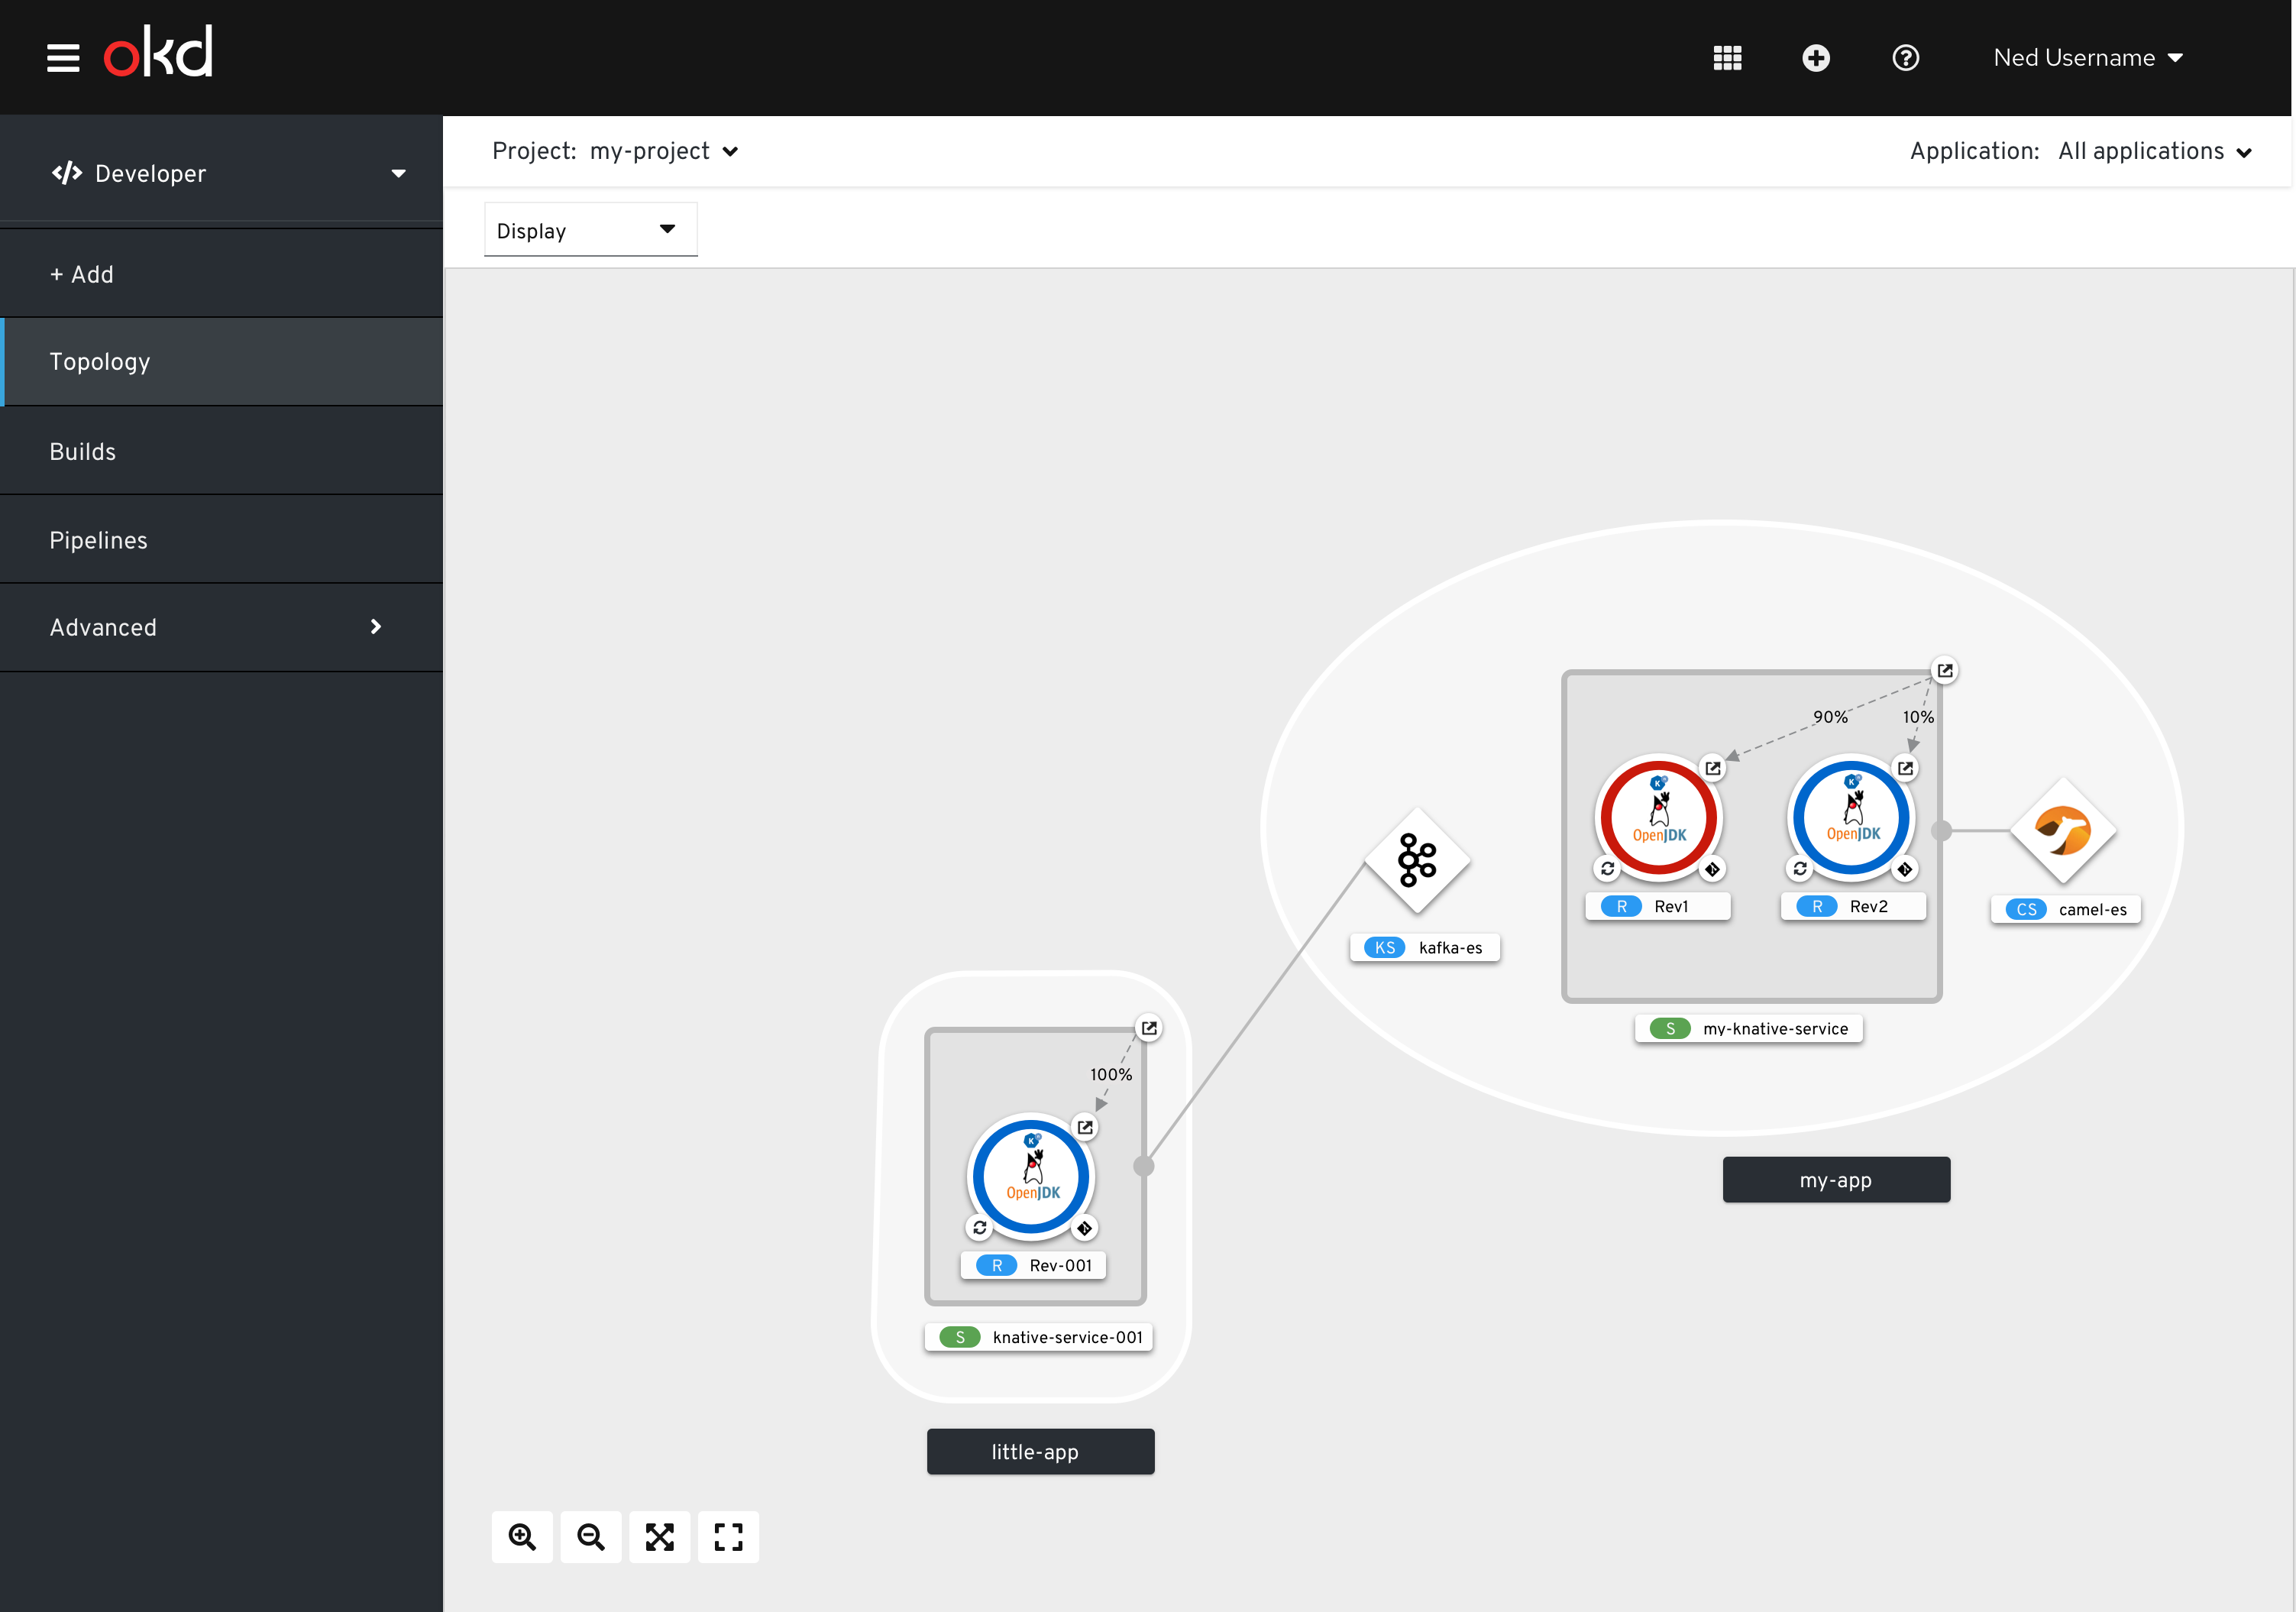 okd
Ned Username
Developer
Project: my-project
Application: All applications
Display
+ Add
Topology
Builds
Pipelines
Advanced
90%
10%
K
OpenJDK
K
OpenJDK
R Rev1
R Rev2
CS camel-es
KS kafka-es
S my-knative-service
100%
K
OpenJDK
my-app
R Rev-001
S knative-service-001
little-app